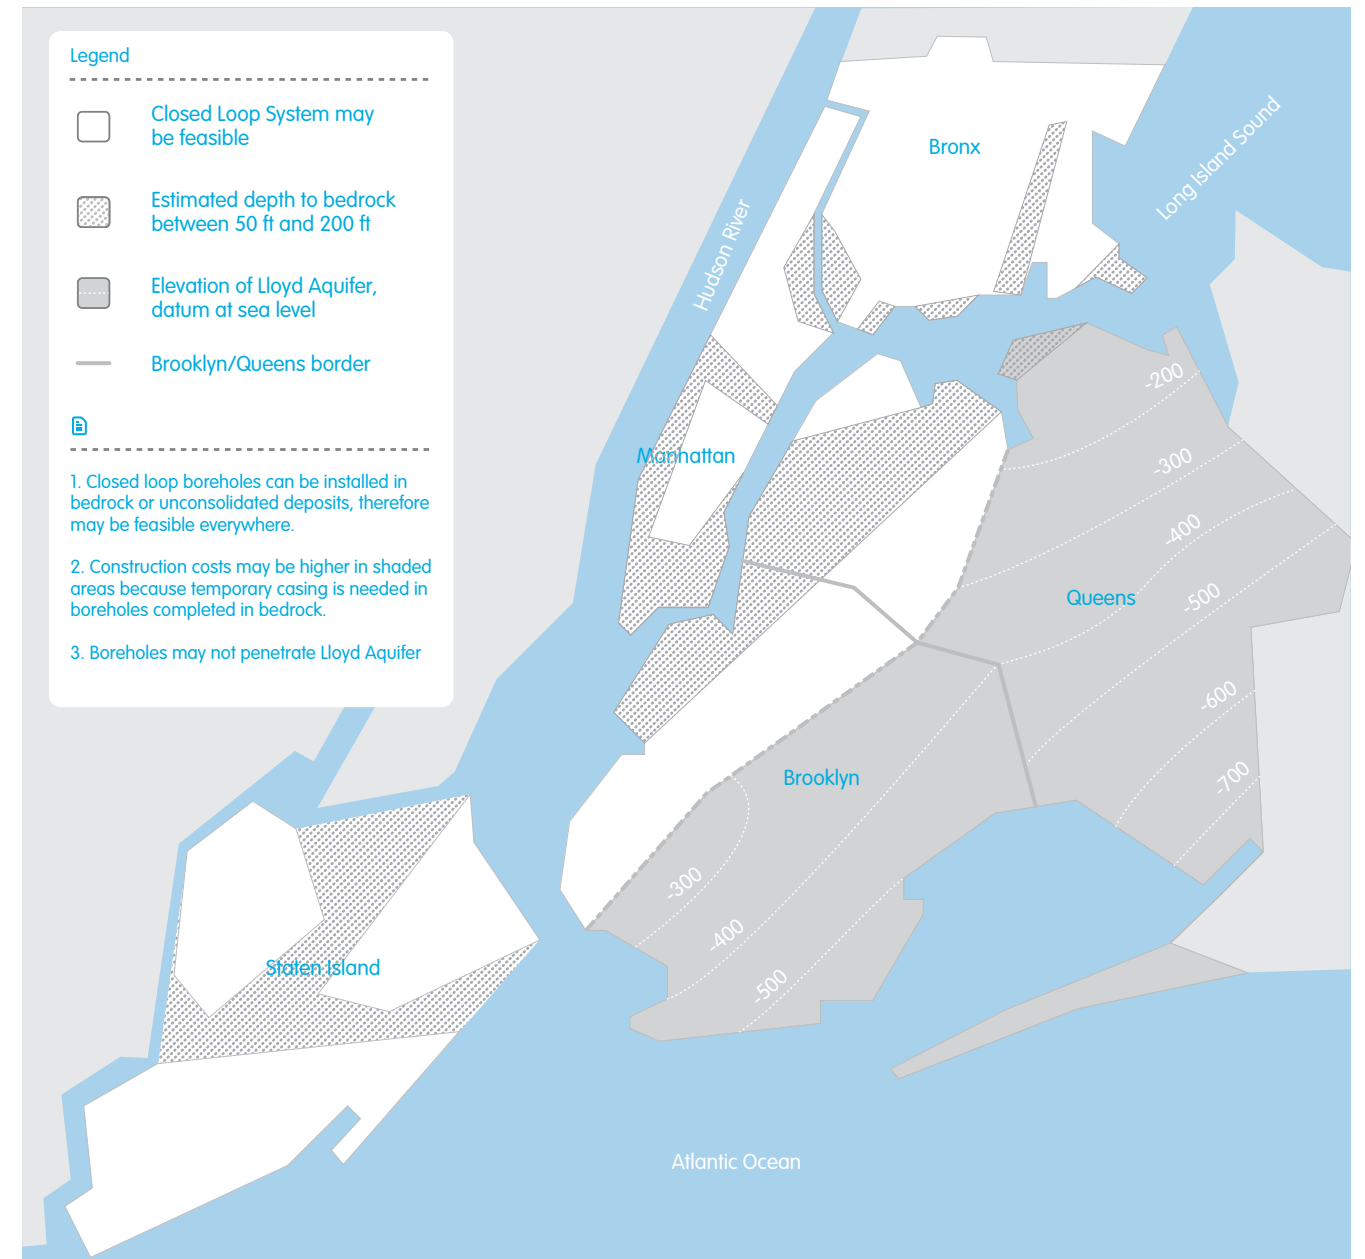 Legend
Closed Loop System may
be feasible
Estimated depth to bedrock
between 50 ft and 200 ft
Elevation of Lloyd Aquifer,
datum at sea level
Brooklyn/Queens border
1. Closed loop boreholes can be installed in
bedrock or unconsolidated deposits, therefore
may be feasible everywhere.
2. Construction costs may be higher in shaded
areas because temporary casing is needed in
boreholes completed in bedrock.
3. Boreholes may not penetrate Lloyd Aquifer
Bronx
Long Island Sound
Hudson River
Manhattan
-200
-300
-400
-500
Queens
-600
-700
Brooklyn
-300
-400
-500
Staten Island
Atlantic Ocean